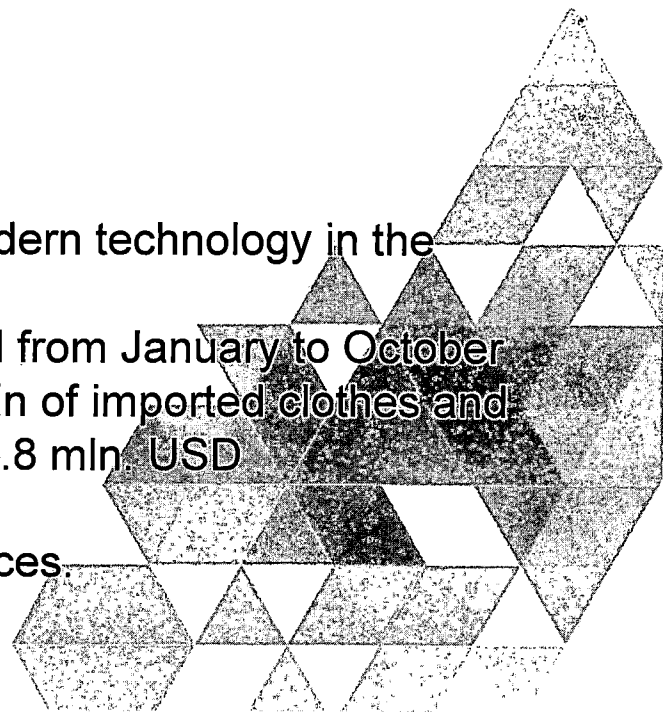 dern technology in the
from January to October
n of imported clothes and
.8 mln. USD
ces.